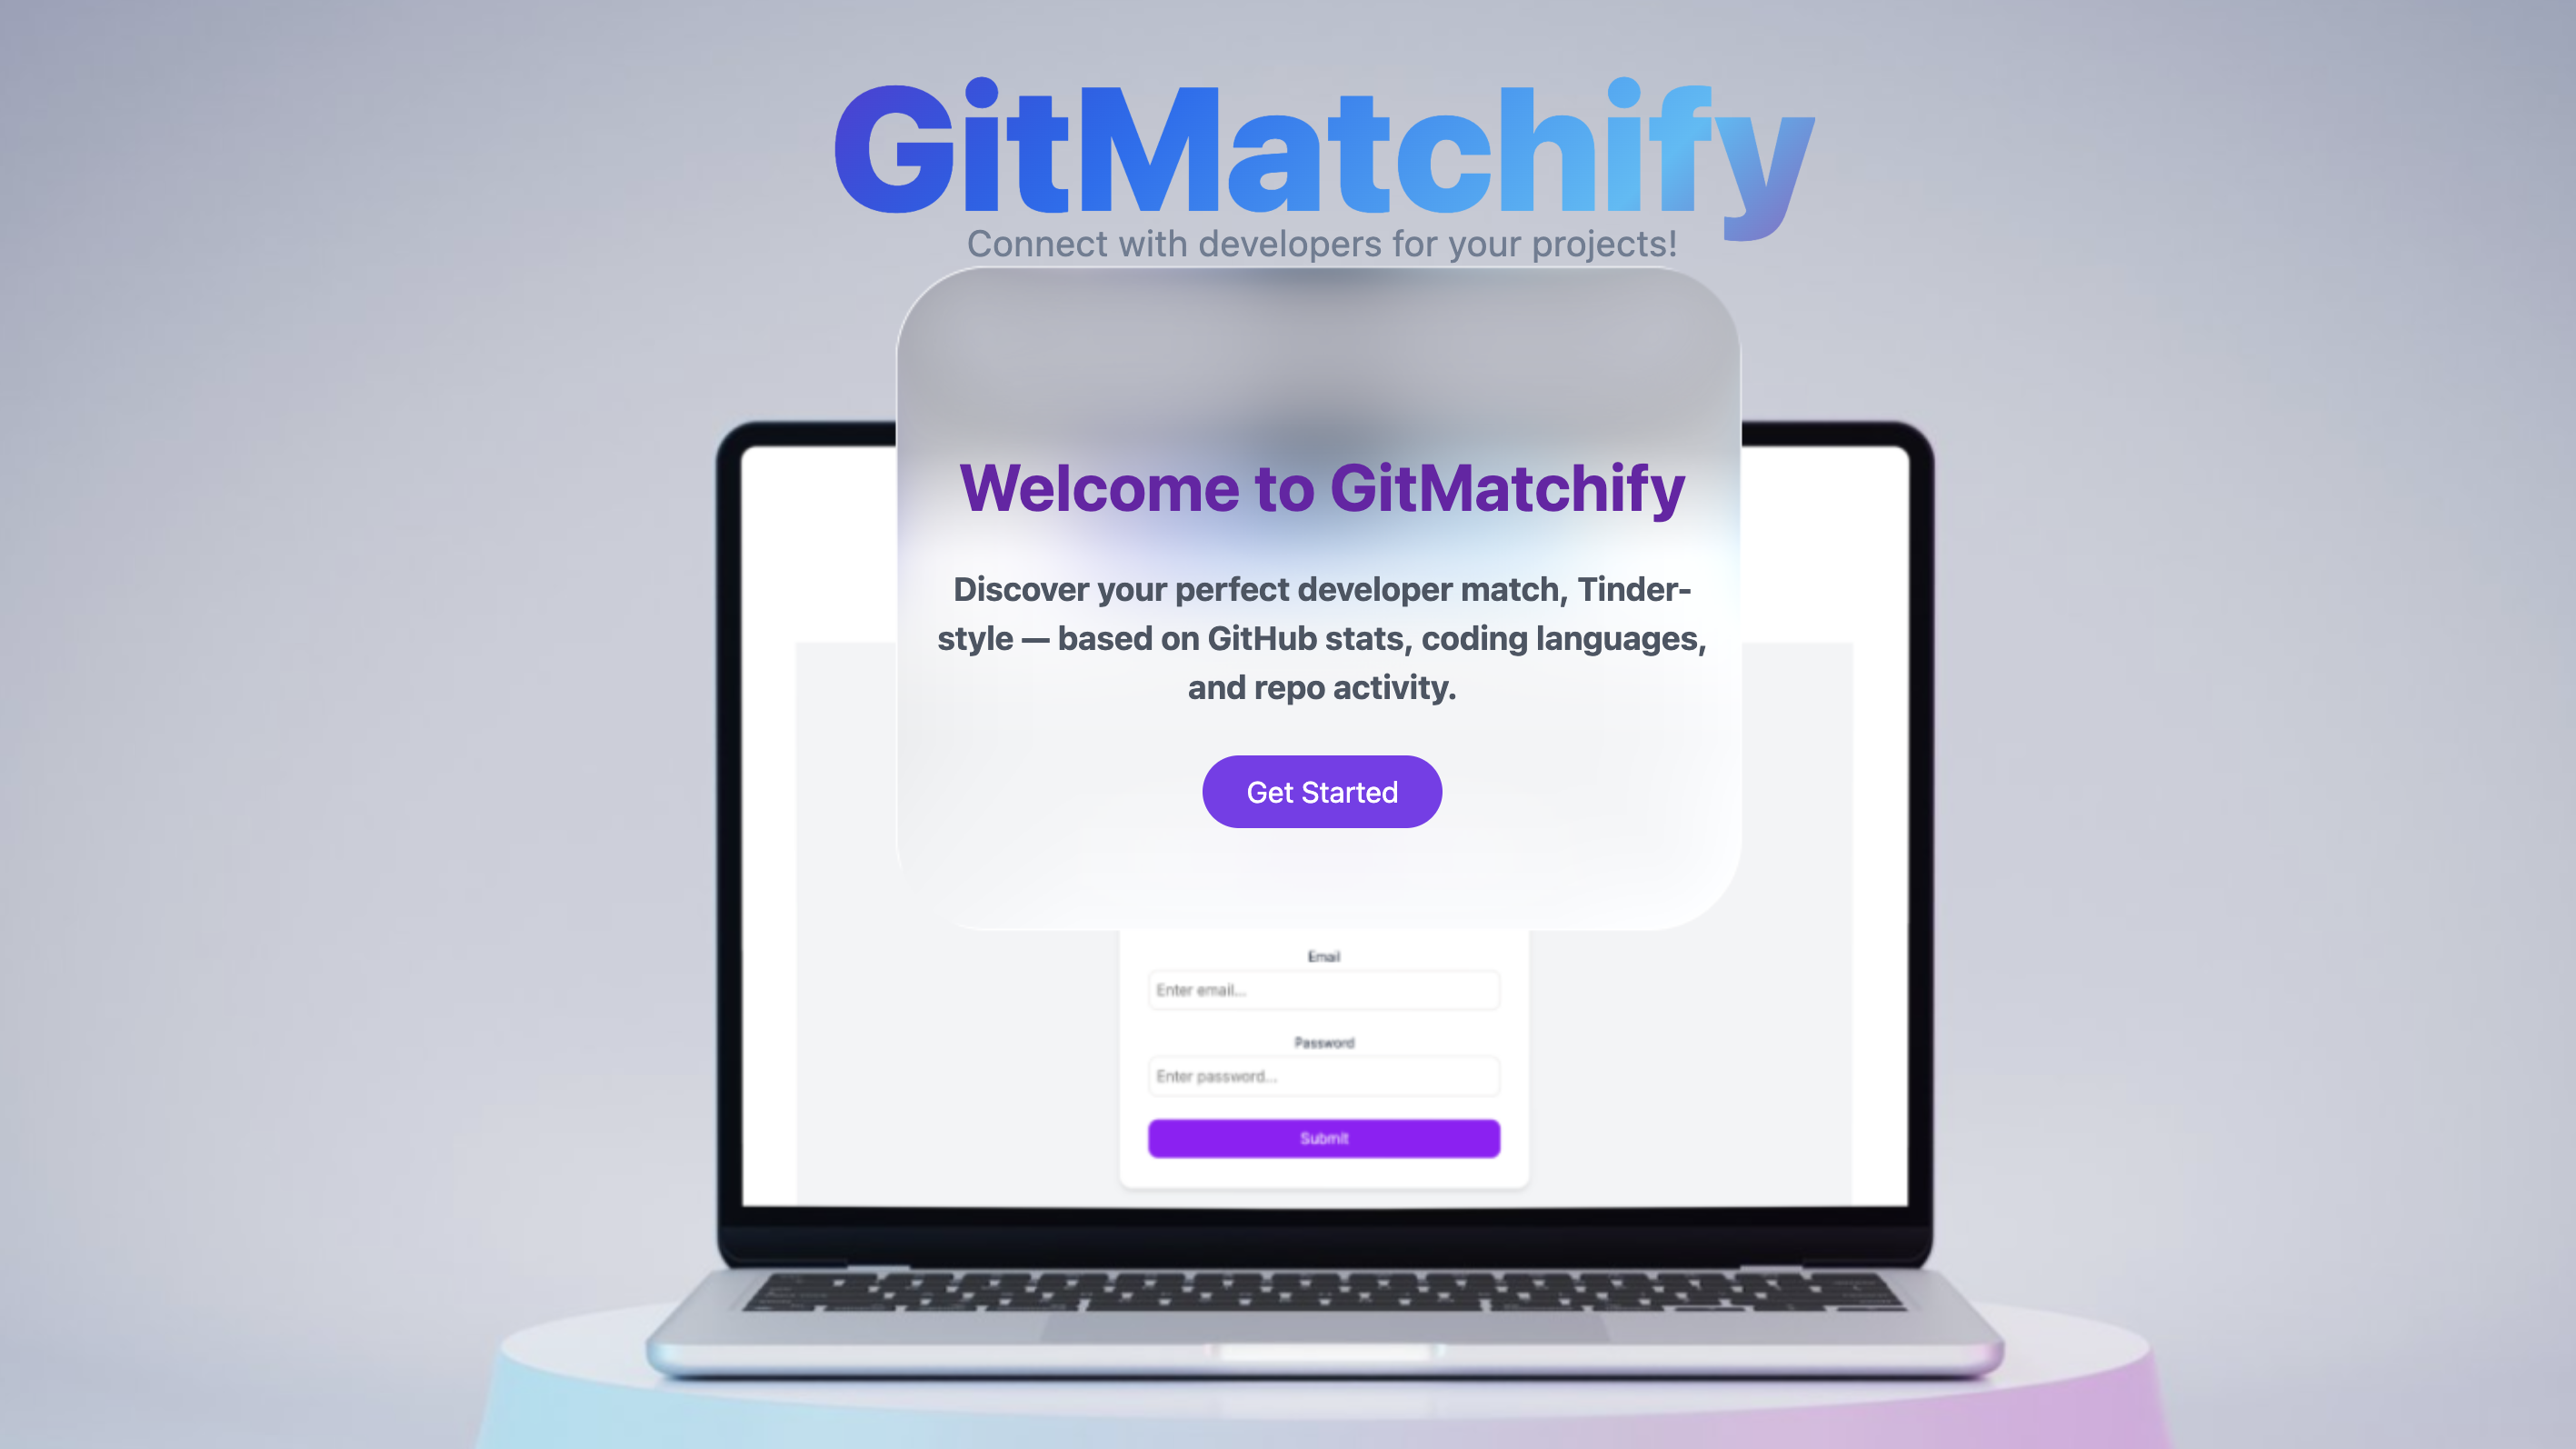 GitMatchify
Connect with developers for your projects!
Welcome to GitMatchify
Discover your perfect developer match, Tinder-
style — based on GitHub stats, coding languages,
and repo activity.
Get Started
Email
Enter email...
Password
Enter password...
Submit